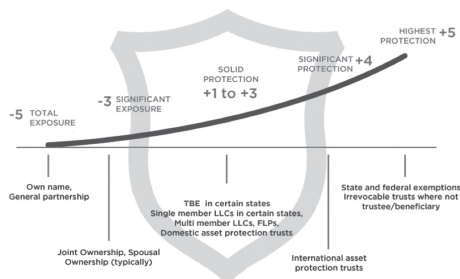 HIGHEST +5
PROTECTION
SIGNIFICANT +4
PROTECTION
SOLID
PROTECTION
+1 to +3
-3 SIGNIFICANT
EXPOSURE
-5 TOTAL
EXPOSURE
Own name,
General partnership
TBE in certain states
Single member LLCs in certain states,
Multi member LLCs, FLPs,
Domestic asset protection trusts
State and federal exemptions
Irrevocable trusts where not
trustee/beneficiary
Joint Ownership, Spousal
Ownership (typically)
International asset
protection trusts